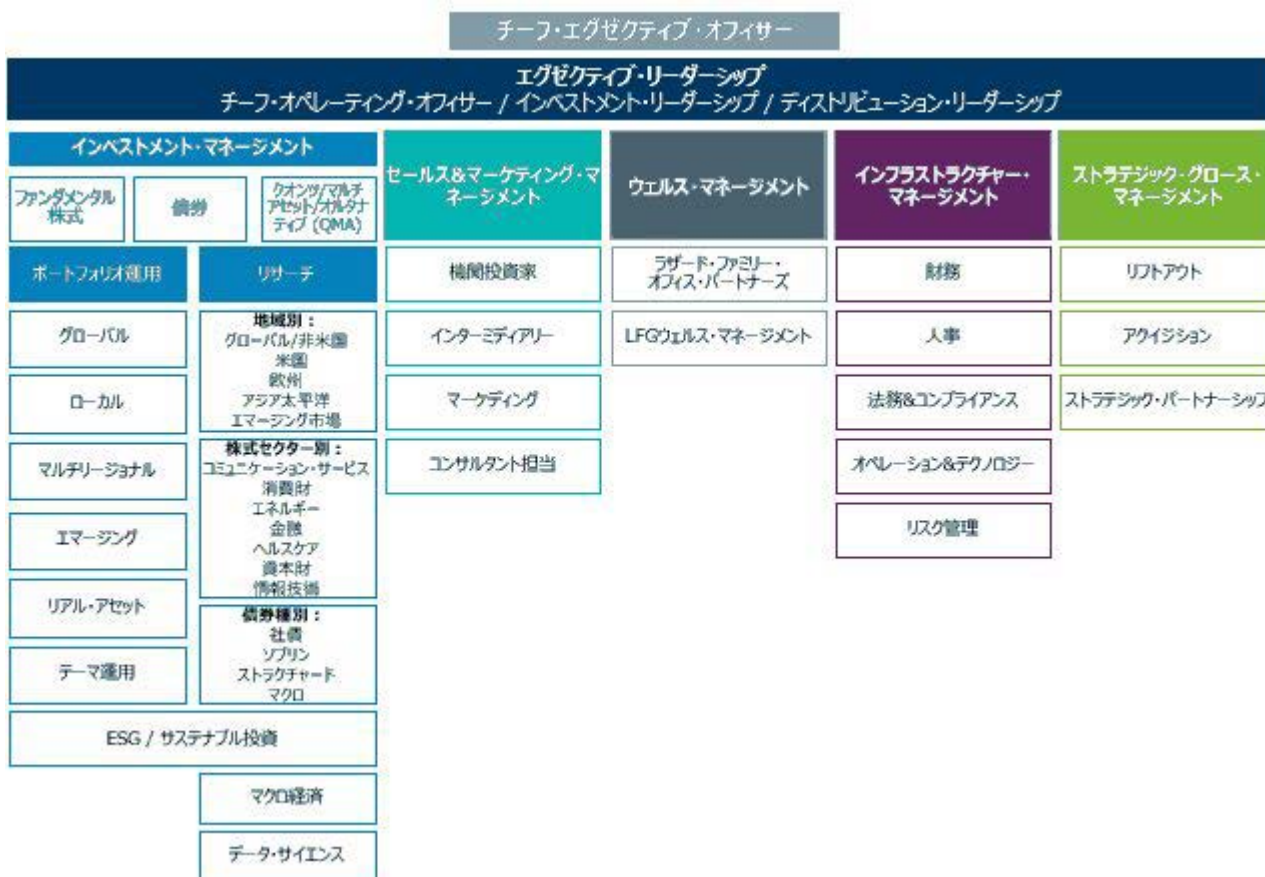 チーフ・エグゼクティブ・オフィサー
エグゼクティブ・リーダーシップ
チーフ・オペレーティング・オフィサー / インベストメント・リーダーシップ / ディストリビューション・リーダーシップ
インベストメント・マネージメント
ファンダメンタル
株式
債券
クオンツ/マルチ
アセット/オルタナ
ティブ (QMA)
ポートフォリオ運用
リサーチ
グローバル
ローカル
マルチリージョナル
エマージング
リアル・アセット
テーマ運用
地域別：
グローバル/非米国
米国
欧州
アジア太平洋
エマージング市場
株式セクター別：
コミュニケーション・サービス
消費財
エネルギー
金融
ヘルスケア
資本財
情報技術
債券種別：
社債
ソブリン
ストラクチャード
マクロ
ESG / サステナブル投資
マクロ経済
データ・サイエンス
セールス&マーケティング・マ
ネージメント
機関投資家
インターミディアリー
マーケティング
コンサルタント担当
ウェルス・マネージメント
ラザード・ファミリー・
オフィス・パートナーズ
LFGウェルス・マネージメント
インフラストラクチャー・
マネージメント
財務
人事
法務&コンプライアンス
オペレーション&テクノロジー
リスク管理
ストラテジック・グロース・
マネージメント
リフトアウト
アクイジション
ストラテジック・パートナーシップ